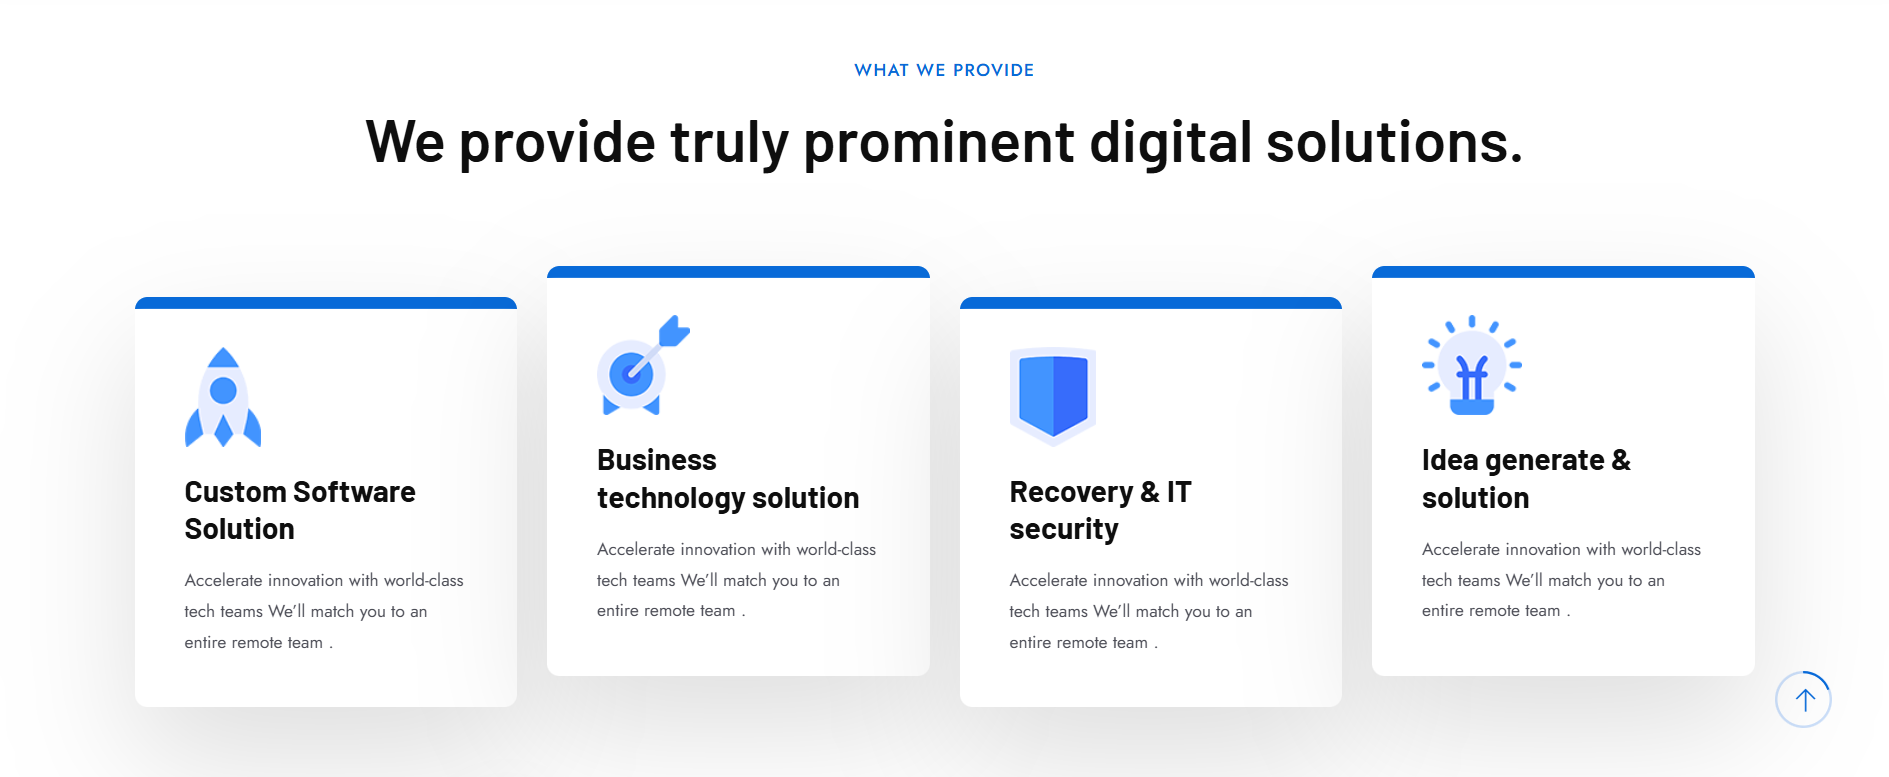 WHAT WE PROVIDE
We provide truly prominent digital solutions.
Custom Software
Solution
Accelerate innovation with world-class
tech teams We’ll match you to an
entire remote team .
Business
technology solution
Accelerate innovation with world-class
tech teams We’ll match you to an
entire remote team .
Recovery & IT
security
Accelerate innovation with world-class
tech teams We’ll match you to an
entire remote team .
Idea generate &
solution
Accelerate innovation with world-class
tech teams We’ll match you to an
entire remote team .